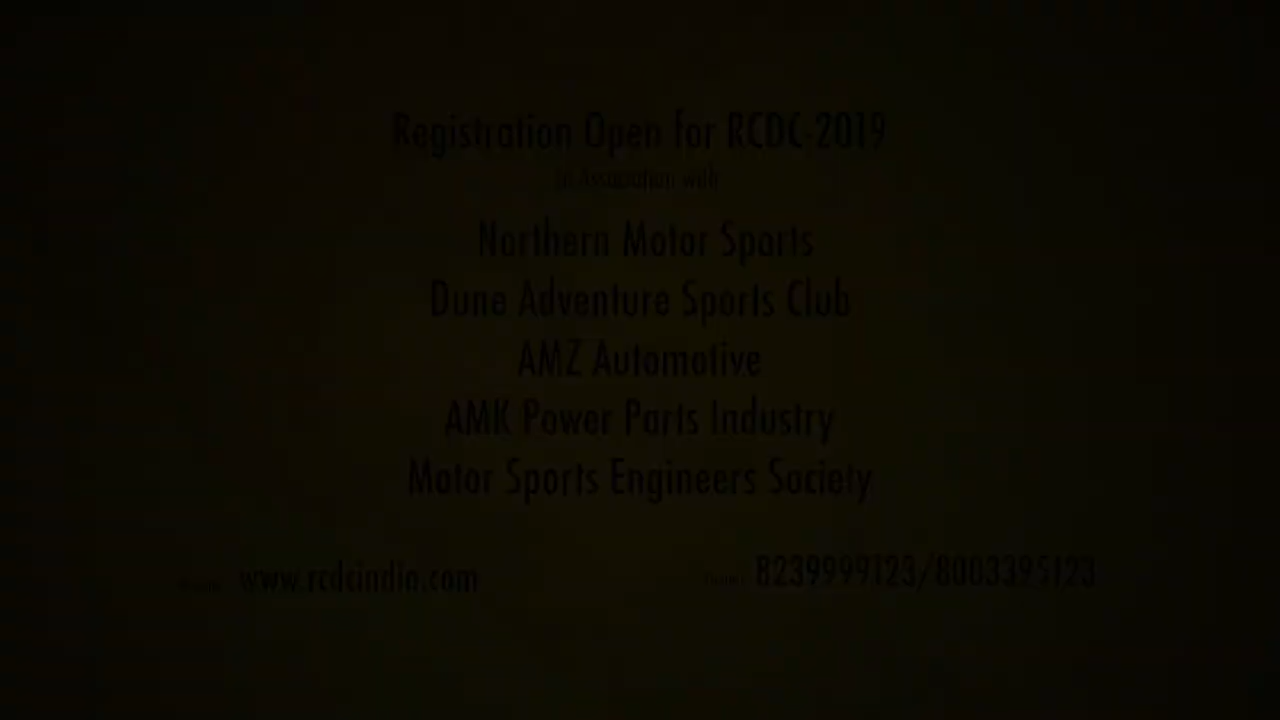 Registration Open for RCDC-2019
In Association with
Northern Motor Sports
Dune Adventure Sports Club
AMZ Automotive
AMK Power Parts Industry
Motor Sports Engineers Society
www.rcdcindia.com
8239999123/8003395123